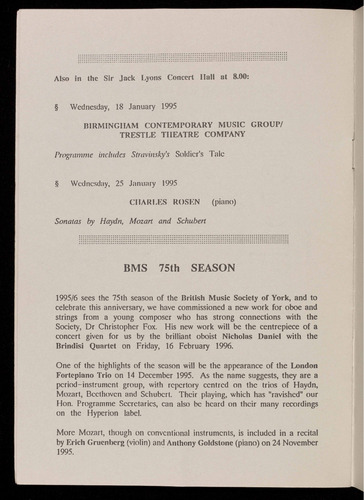 Also in the Sir Jack Lyons Concert Hall at 8.00:
§ Wednesday, 18 January 1995
BIRMINGHAM CONTEMPORARY MUSIC GROUP/
TRESTLE THEATRE COMPANY
Programme includes Stravinsky's Soldier's Tale
§ Wednesday, 25 January 1995
CHARLES ROSEN (piano)
Sonatas by Haydn, Mozart and Schubert
BMS 75th SEASON
1995/6 sees the 75th season of the British Music Society of York, and to
celebrate this anniversary, we have commissioned a new work for oboe and
strings from a young composer who has strong connections with the
Society, Dr Christopher Fox. His new work will be the centrepiece of a
concert given for us by the brilliant oboist Nicholas Daniel with the
Brindisi Quartet on Friday, 16 February 1996.
One of the highlights of the season will be the appearance of the London
Fortepiano Trio on 14 December 1995. As the name suggests, they are a
period-instrument group, with repertory centred on the trios of Haydn,
Mozart, Beethoven and Schubert. Their playing, which has "ravished" our
Hon. Programme Secretaries, can also be heard on their many recordings
on the Hyperion label.
More Mozart, though on conventional instruments, is included in a recital
by Erich Gruenberg (violin) and Anthony Goldstone (piano) on 24 November
1995.